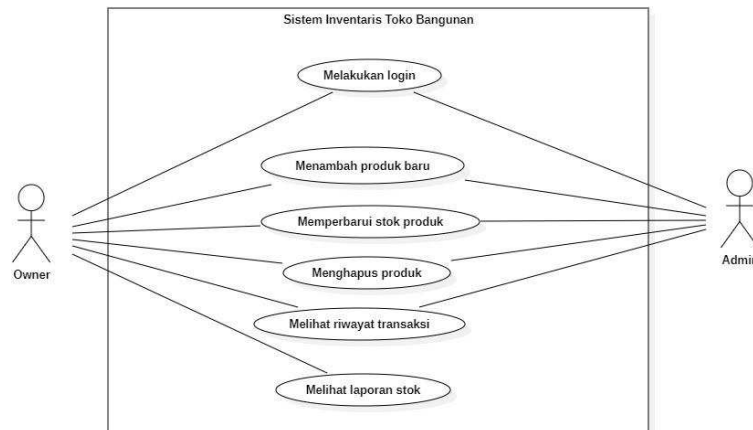 Sistem Inventaris Toko Bangunan
Melakukan login
Menambah produk baru
Memperbarui stok produk
Menghapus produk
Melihat riwayat transaksi
Melihat laporan stok
Owner
Admin